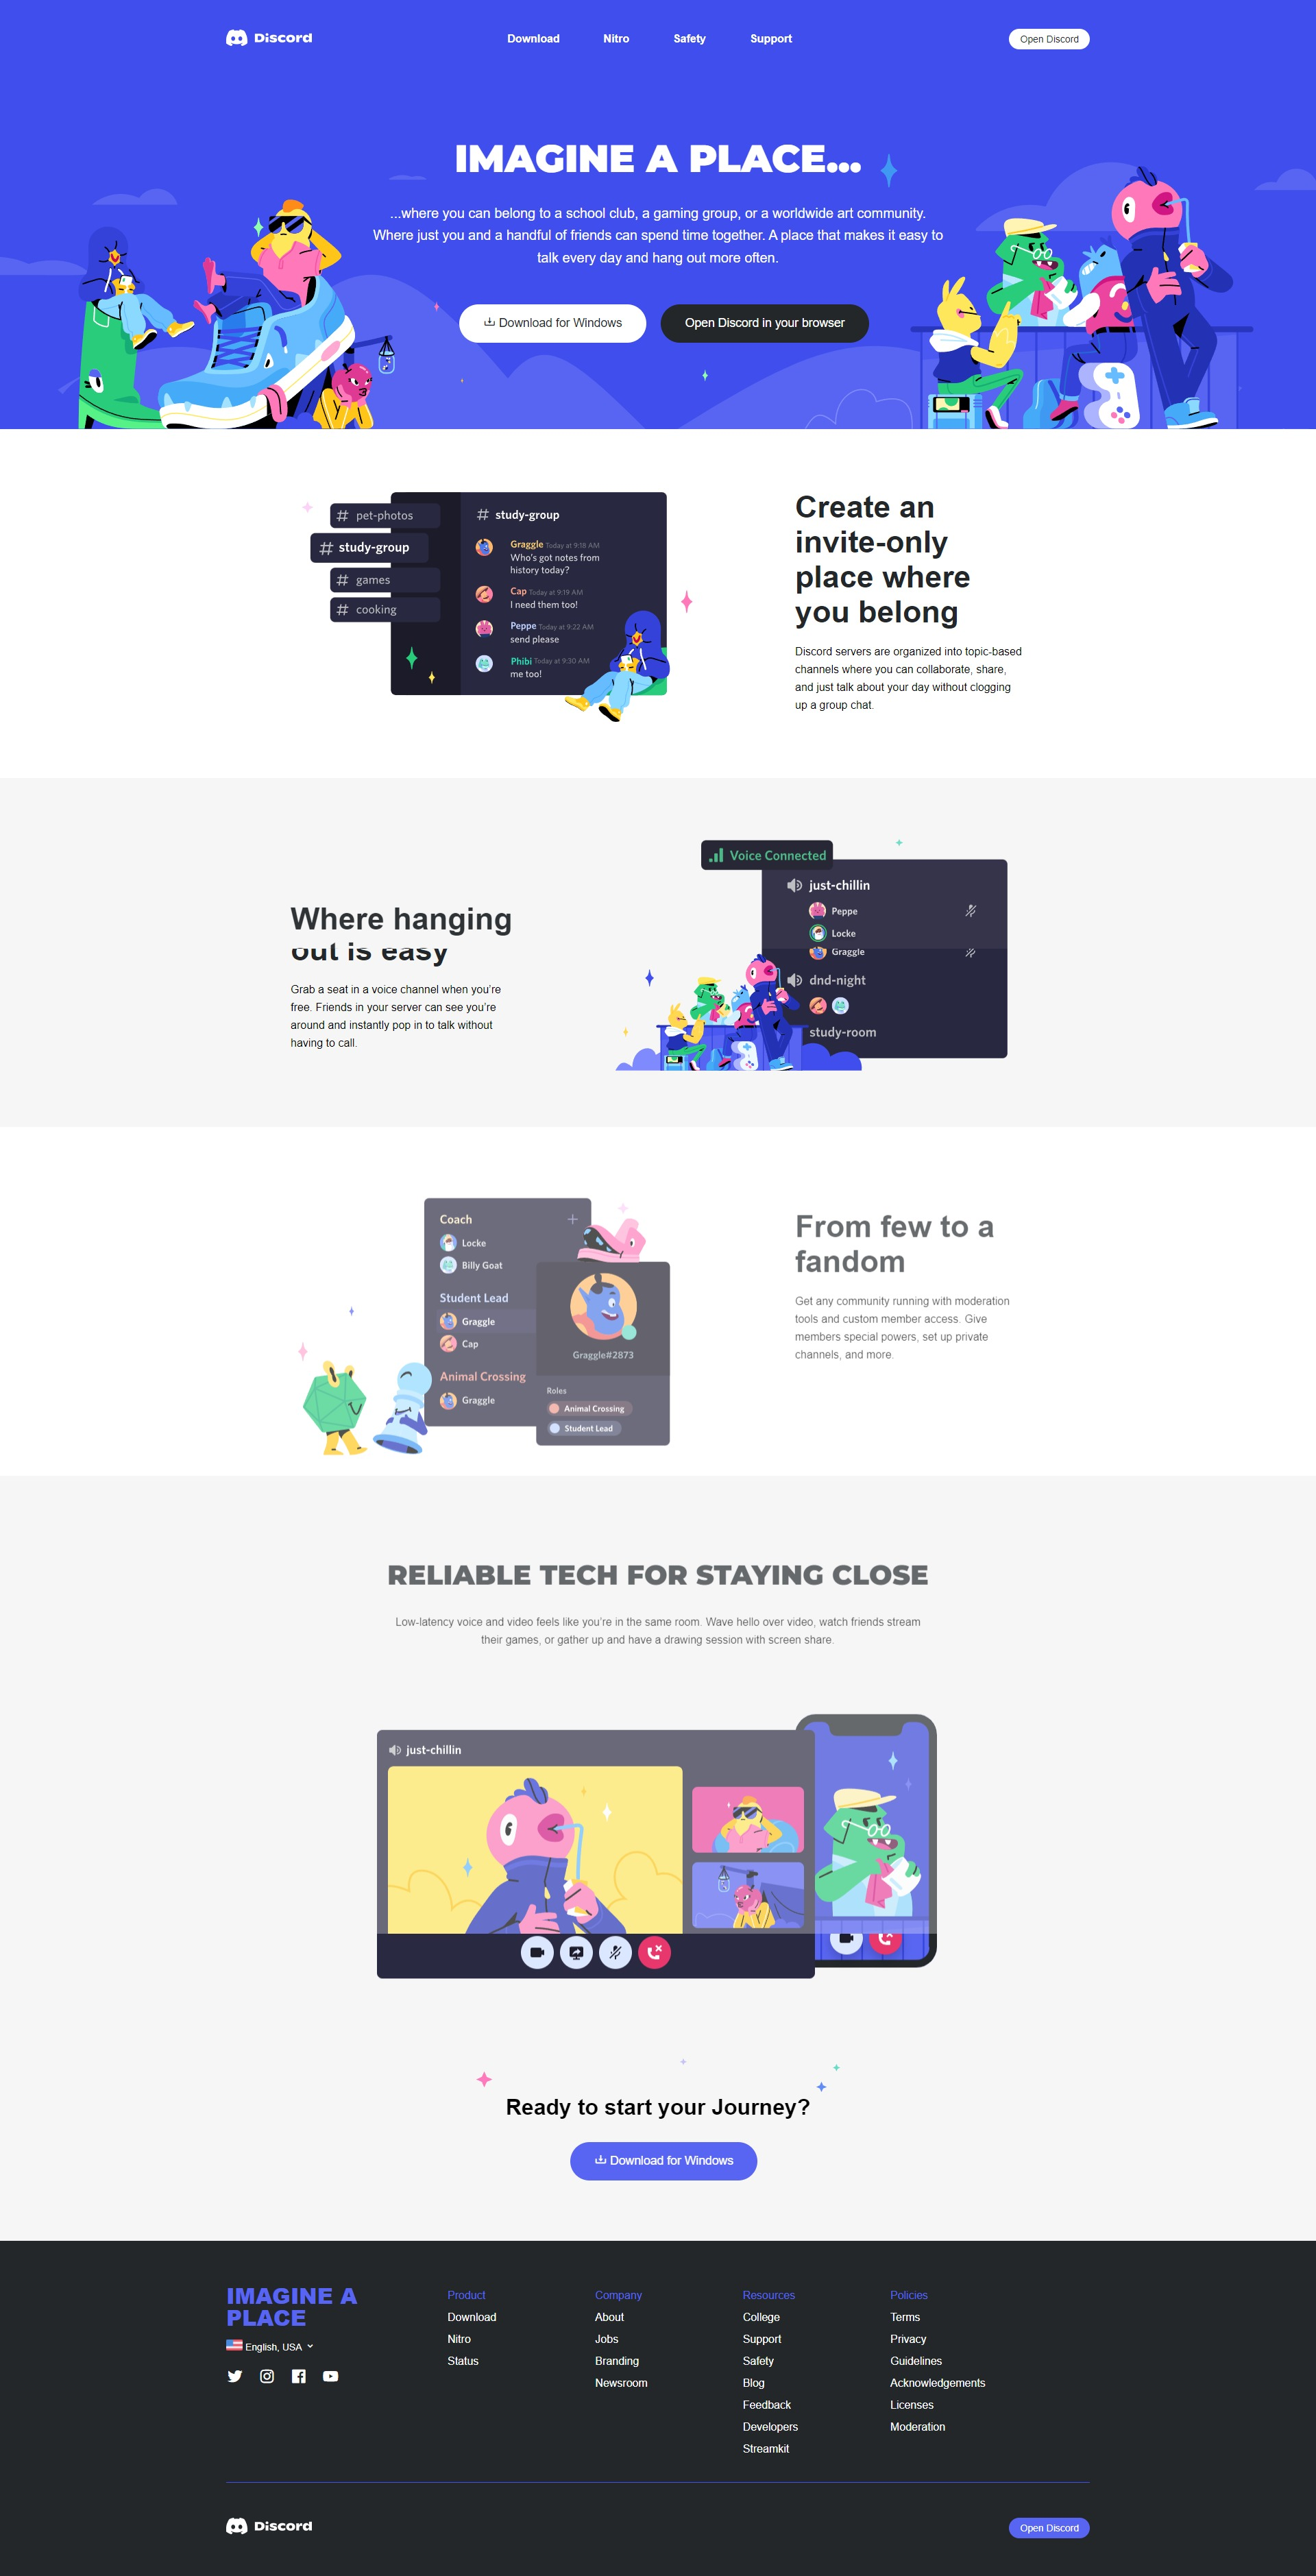 Discord
Download
Nitro
Safety
Support
Open Discord
IMAGINE A PLACE...
...where you can belong to a school club, a gaming group, or a worldwide art community.
Where just you and a handful of friends can spend time together. A place that makes it easy to
talk every day and hang out more often.
Download for Windows
Open Discord in your browser
# pet-photos
# study-group
# games
# cooking
# study-group
Graggle Today at 9:18 AM
Who's got notes from
history today?
Cap Today at 9:19 AM
I need them too!
Peppe Today at 9:22 AM
send please
Phibi Today at 9:30 AM
me too!
Create an
invite-only
place where
you belong
Discord servers are organized into topic-based
channels where you can collaborate, share,
and just talk about your day without clogging
up a group chat.
Where hanging
out is easy
Grab a seat in a voice channel when you're
free. Friends in your server can see you're
around and instantly pop in to talk without
having to call.
Voice Connected
just-chillin
Peppe
Locke
Graggle
dnd-night
study-room
Coach
Locke
Billy Goat
Student Lead
Graggle
Cap
Animal Crossing
Graggle
Graggle#2873
Roles
Animal Crossing
Student Lead
From few to a
fandom
Get any community running with moderation
tools and custom member access. Give
members special powers, set up private
channels, and more.
RELIABLE TECH FOR STAYING CLOSE
Low-latency voice and video feels like you're in the same room. Wave hello over video, watch friends stream
their games, or gather up and have a drawing session with screen share.
just-chillin
Ready to start your Journey?
Download for Windows
IMAGINE A
PLACE
English, USA
Product
Download
Nitro
Status
Company
About
Jobs
Branding
Newsroom
Resources
College
Support
Safety
Blog
Feedback
Developers
Streamkit
Policies
Terms
Privacy
Guidelines
Acknowledgements
Licenses
Moderation
Discord
Open Discord